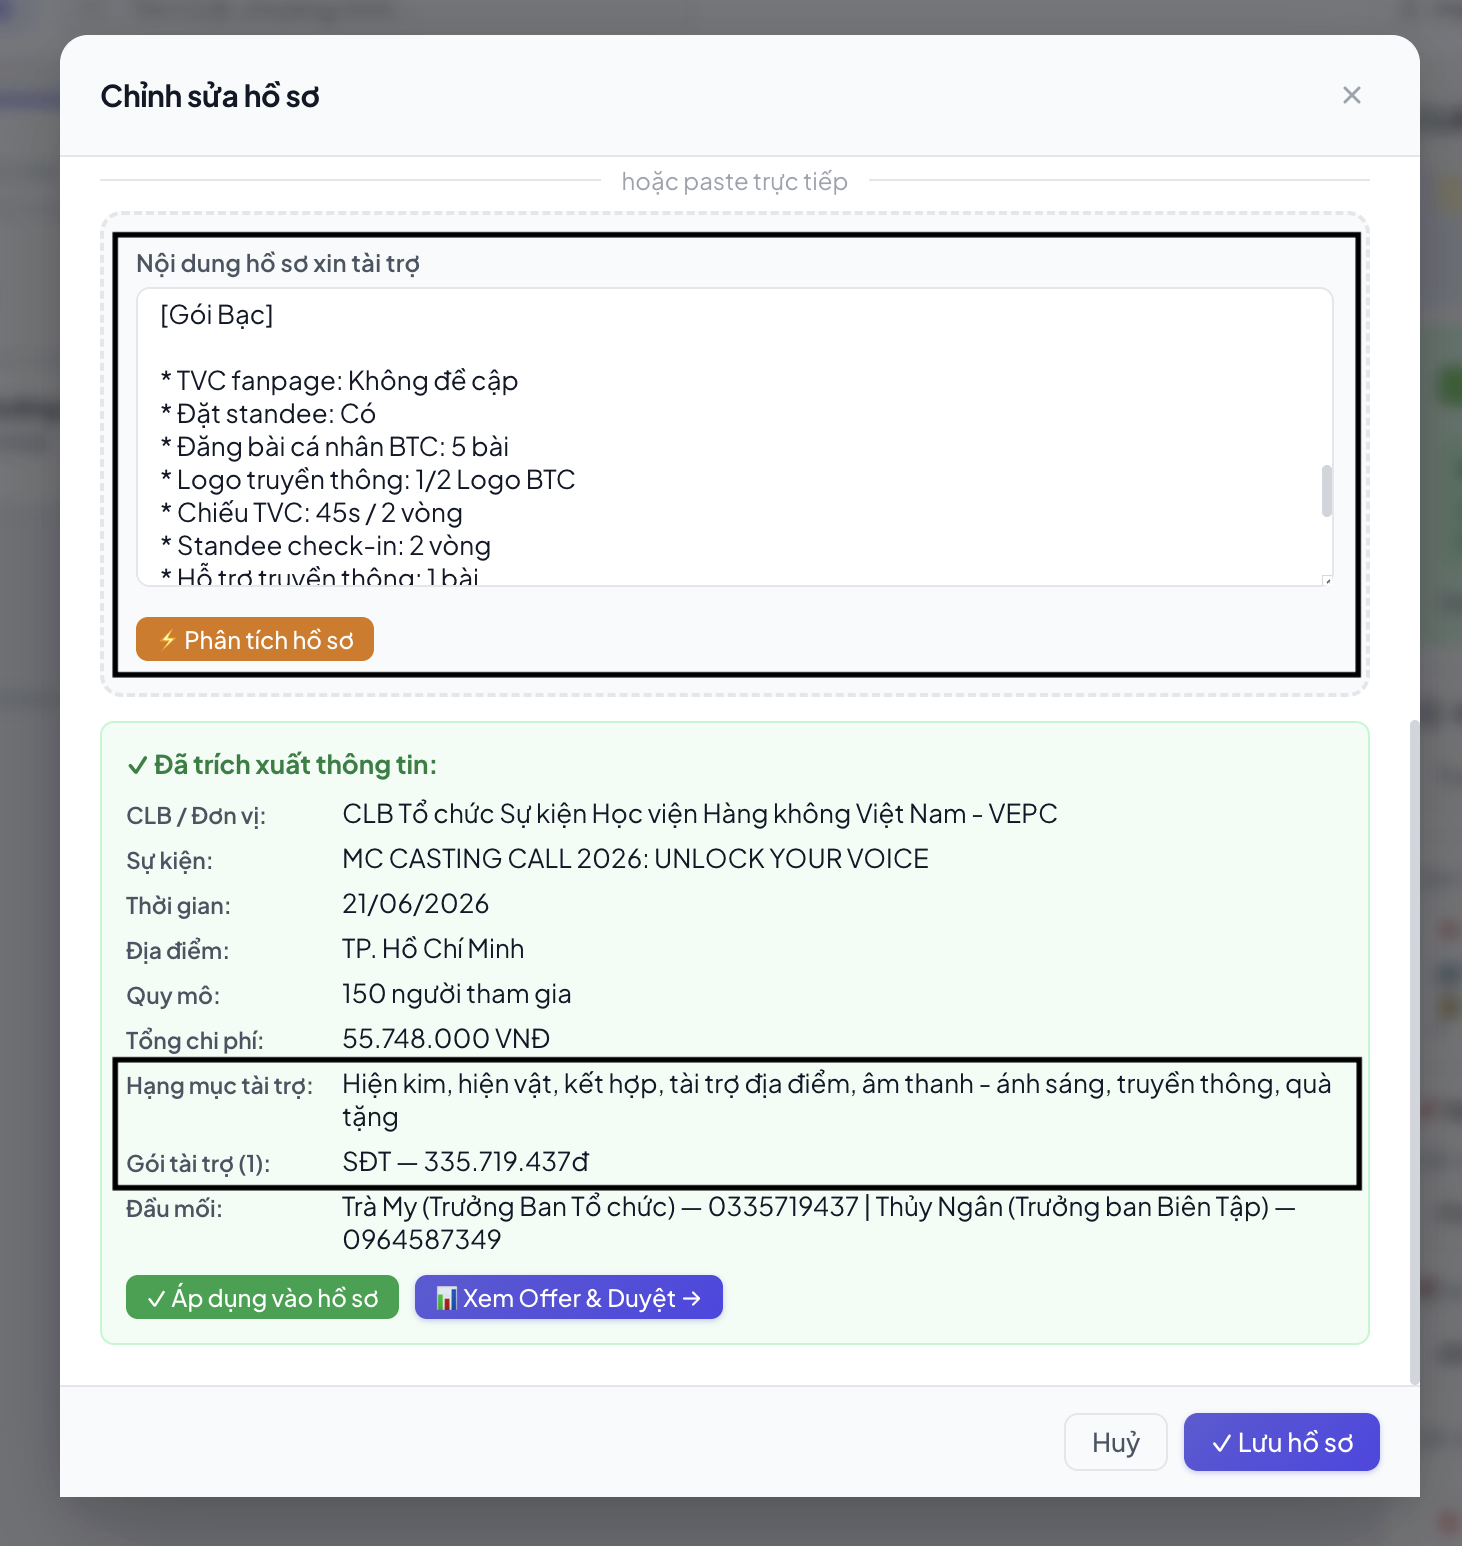 Chỉnh sửa hồ sơ
hoặc paste trực tiếp
Nội dung hồ sơ xin tài trợ
[Gói Bạc]
* TVC fanpage: Không đề cập
* Đặt standee: Có
* Đăng bài cá nhân BTC: 5 bài
* Logo truyền thông: 1/2 Logo BTC
* Chiếu TVC: 45s / 2 vòng
* Standee check-in: 2 vòng
* Hỗ trợ truyền thông: 1 bài
⚡ Phân tích hồ sơ
✓ Đã trích xuất thông tin:
CLB / Đơn vị: CLB Tổ chức Sự kiện Học viện Hàng không Việt Nam - VEPC
Sự kiện: MC CASTING CALL 2026: UNLOCK YOUR VOICE
Thời gian: 21/06/2026
Địa điểm: TP. Hồ Chí Minh
Quy mô: 150 người tham gia
Tổng chi phí: 55.748.000 VNĐ
Hạng mục tài trợ: Hiện kim, hiện vật, kết hợp, tài trợ địa điểm, âm thanh - ánh sáng, truyền thông, quà
tặng
Gói tài trợ (1): SĐT — 335.719.437đ
Đầu mối: Trà My (Trưởng Ban Tổ chức) — 0335719437 | Thủy Ngân (Trưởng ban Biên Tập) —
0964587349
✓ Áp dụng vào hồ sơ
📊 Xem Offer & Duyệt →
Huỷ
✓ Lưu hồ sơ